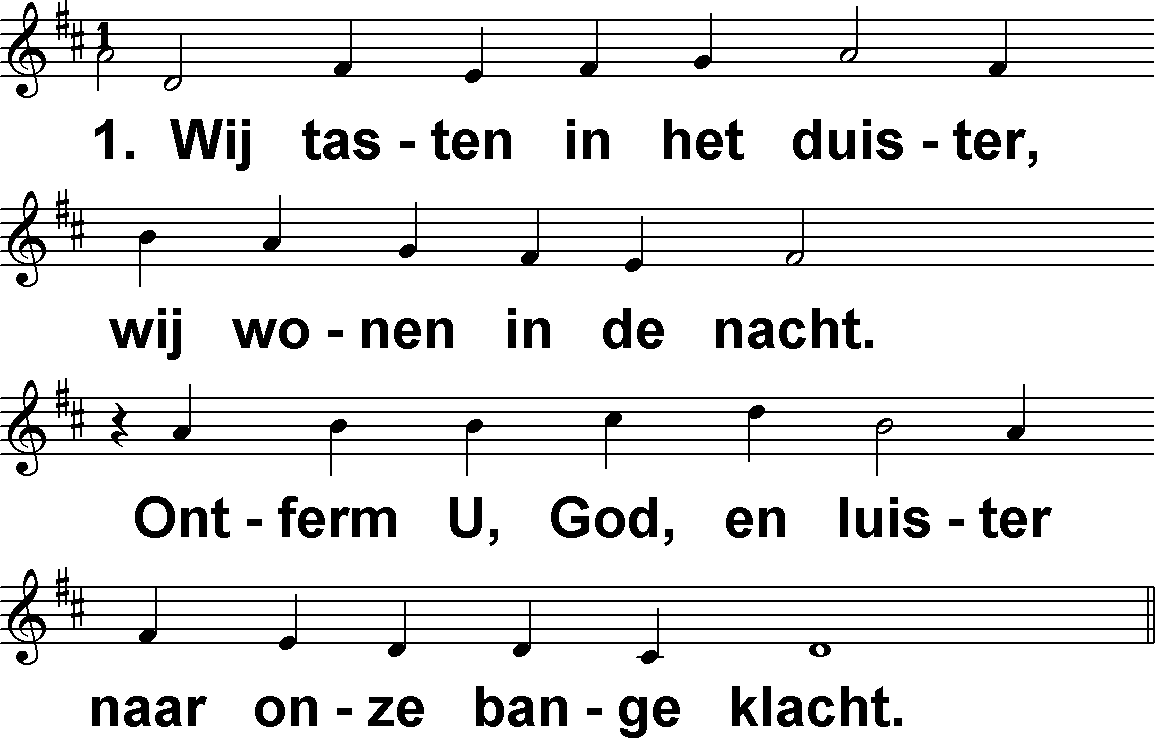 1
1. Wij tas - ten in het duis - ter,
wij wo - nen in de nacht.
Ont - ferm U, God, en luis - ter
naar on - ze ban - ge klacht.